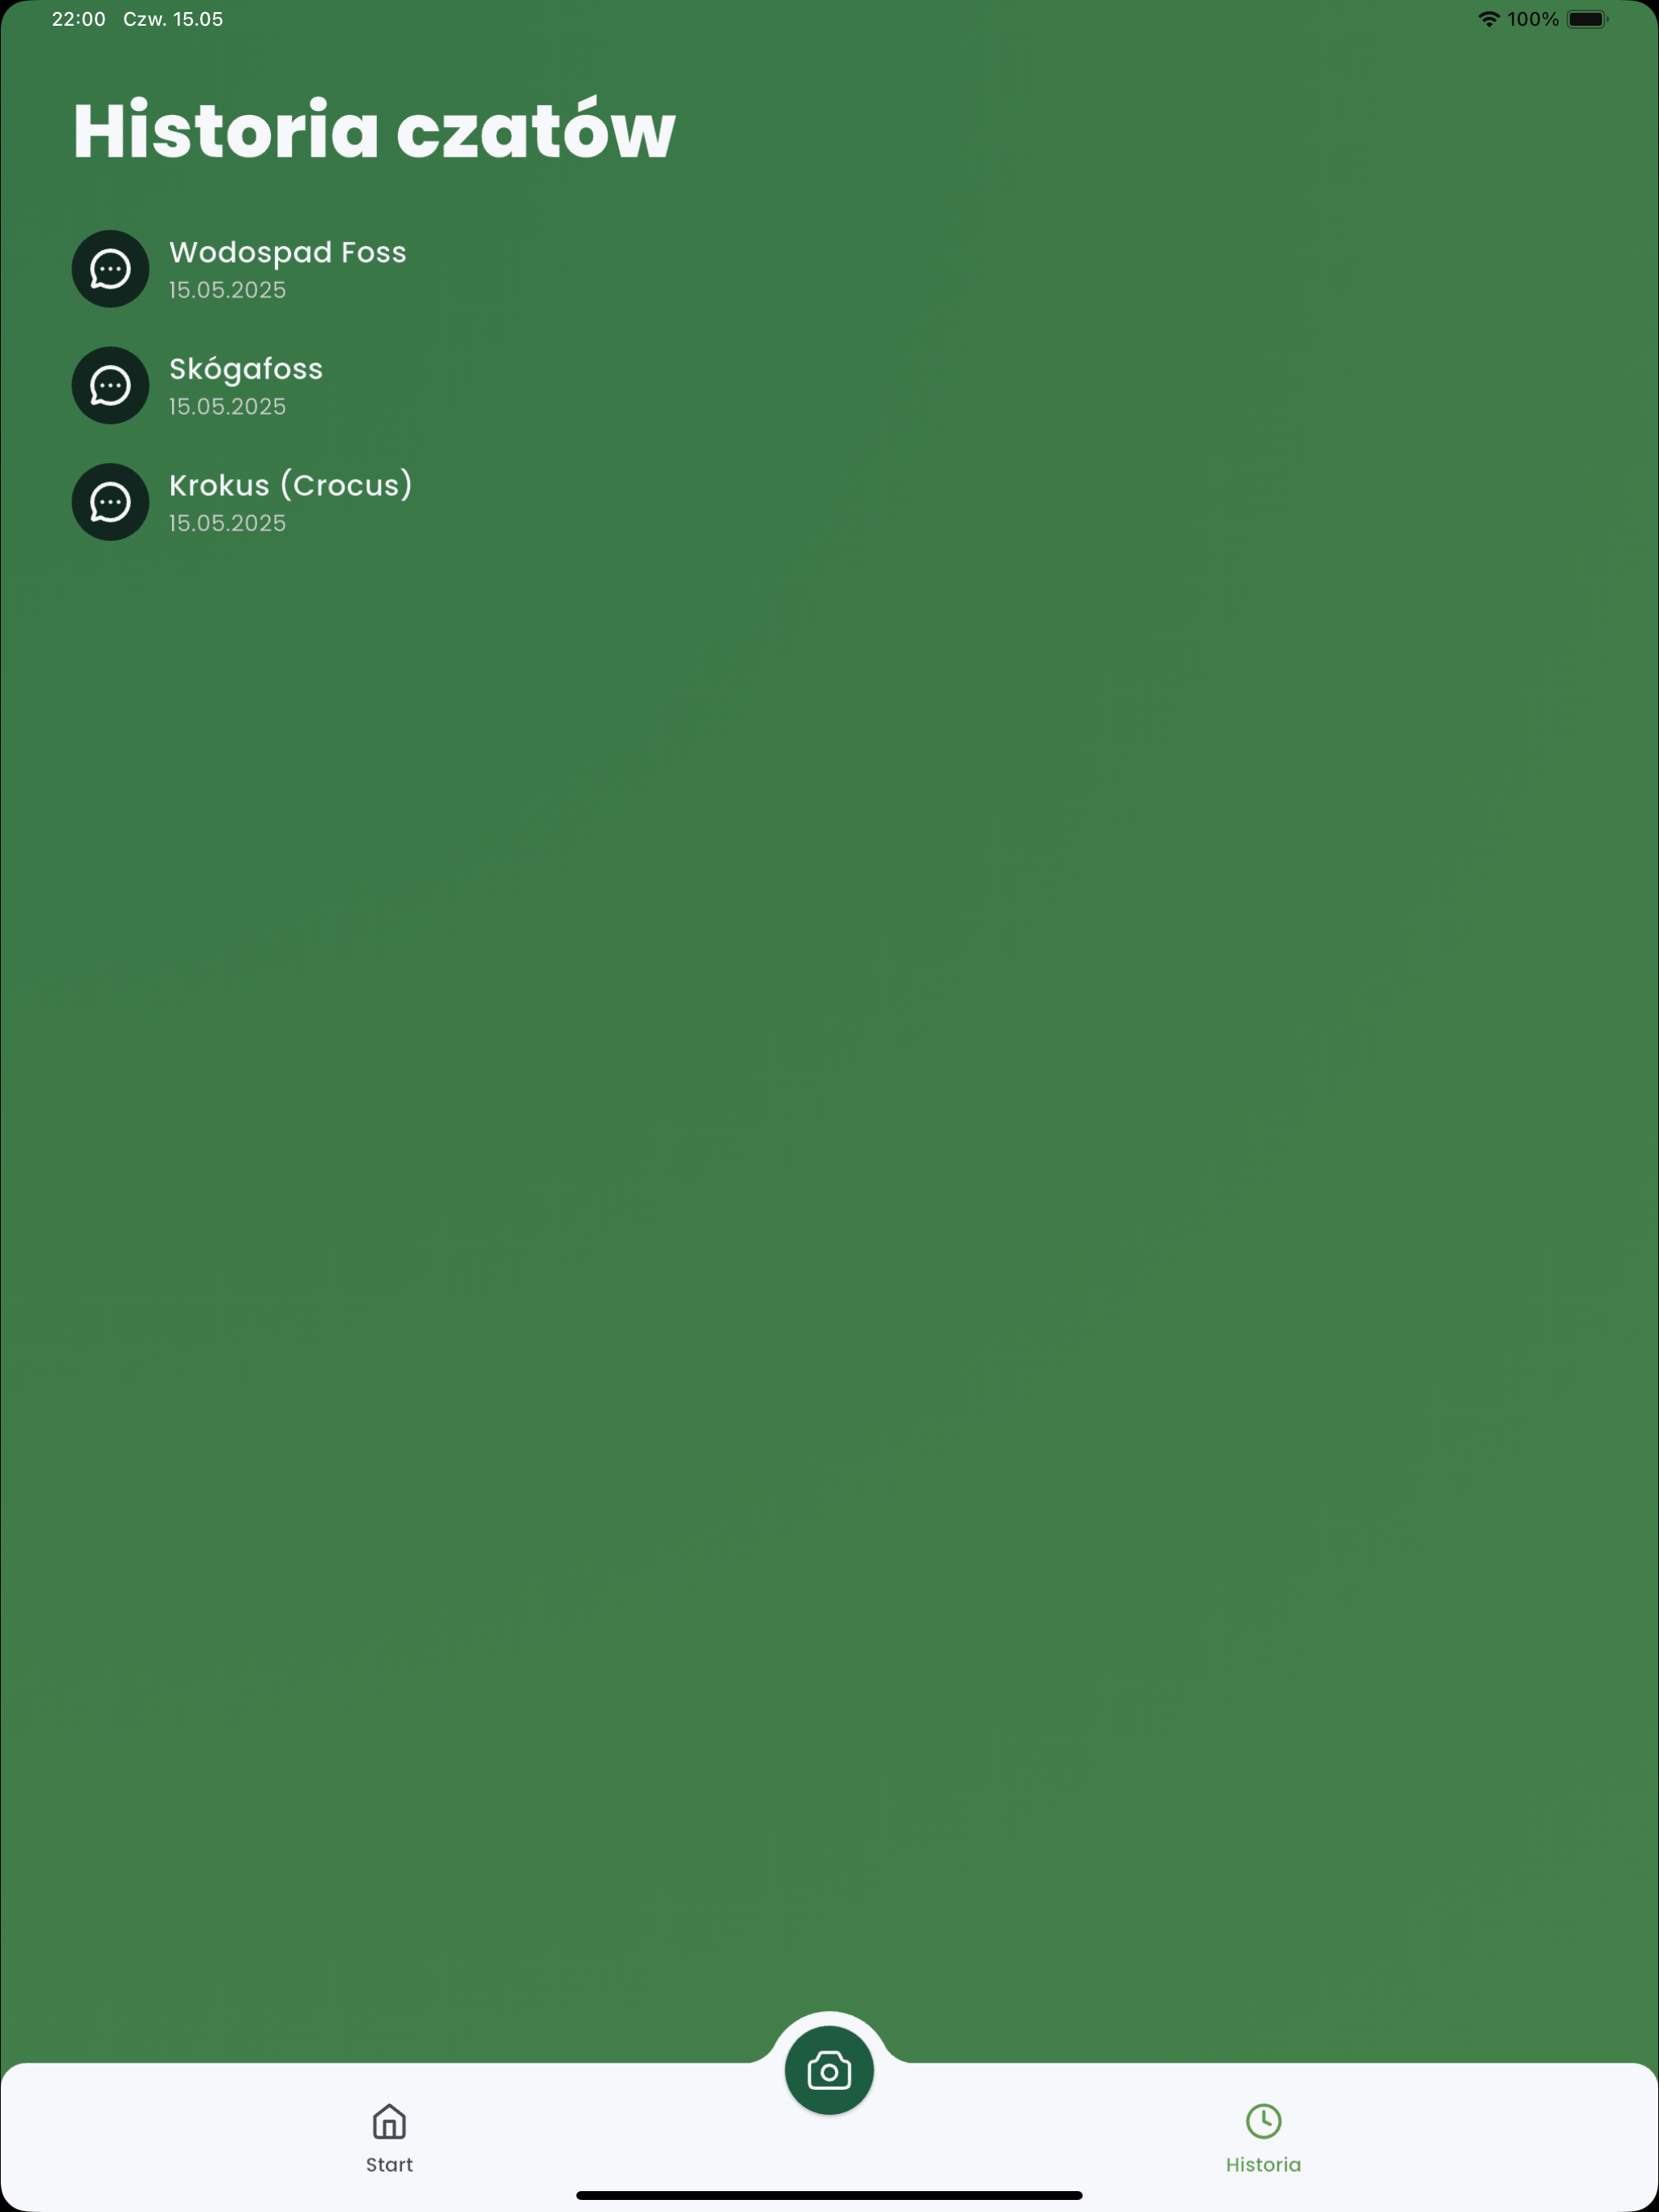 22:00 Czw. 15.05 100%
Historia czatów
Wodospad Foss
15.05.2025
Skógafoss
15.05.2025
Krokus (Crocus)
15.05.2025
Start
Historia